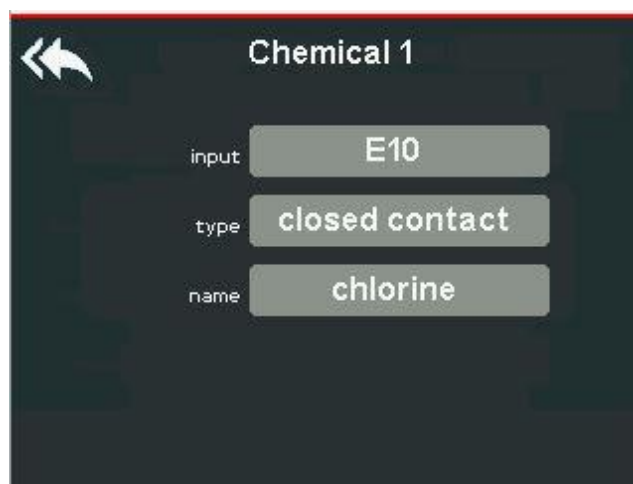 Chemical 1
input E10
type closed contact
name chlorine